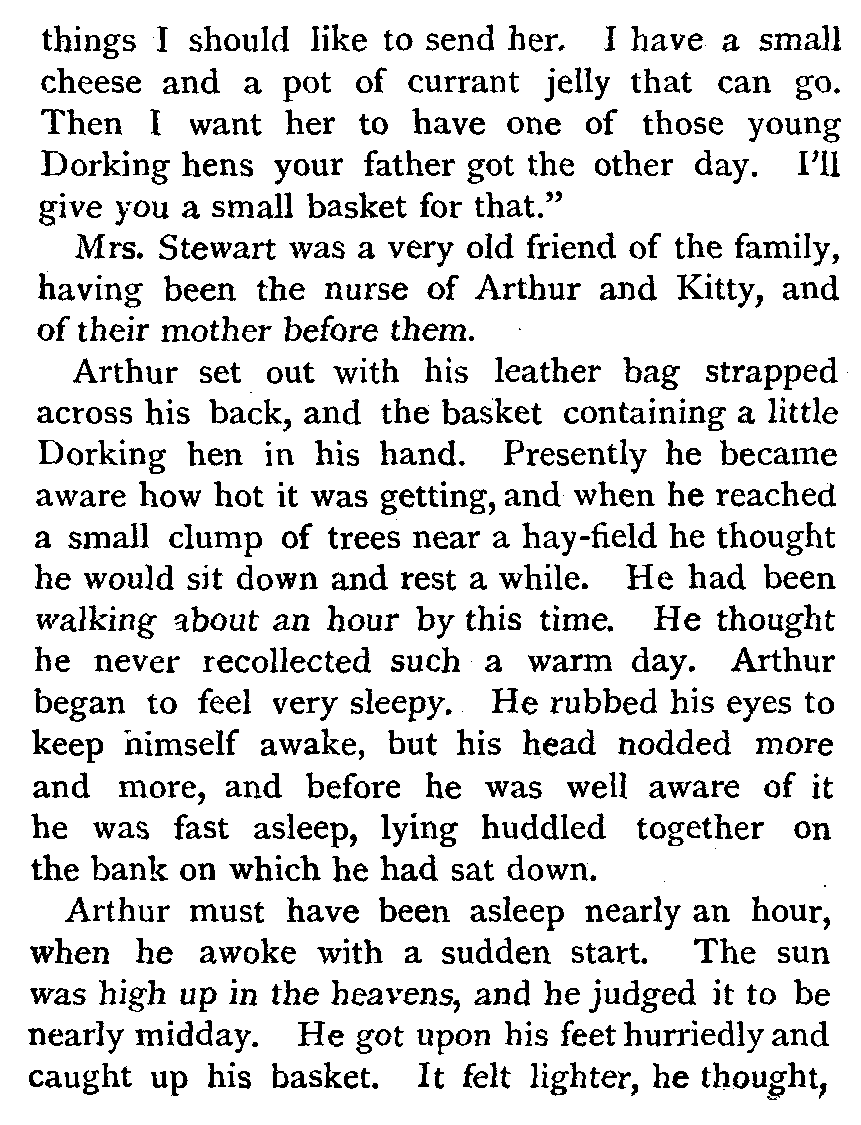 things I should like to send her. I have a small
cheese and a pot of currant jelly that can go.
Then I want her to have one of those young
Dorking hens your father got the other day. I'll
give you a small basket for that.”
Mrs. Stewart was a very old friend of the family,
having been the nurse of Arthur and Kitty, and
of their mother before them.
Arthur set out with his leather bag strapped
across his back, and the basket containing a little
Dorking hen in his hand. Presently he became
aware how hot it was getting, and when he reached
a small clump of trees near a hay-field he thought
he would sit down and rest a while. He had been
walking about an hour by this time. He thought
he never recollected such a warm day. Arthur
began to feel very sleepy. He rubbed his eyes to
keep himself awake, but his head nodded more
and more, and before he was well aware of it
he was fast asleep, lying huddled together on
the bank on which he had sat down.
Arthur must have been asleep nearly an hour,
when he awoke with a sudden start. The sun
was high up in the heavens, and he judged it to be
nearly midday. He got upon his feet hurriedly and
caught up his basket. It felt lighter, he thought,